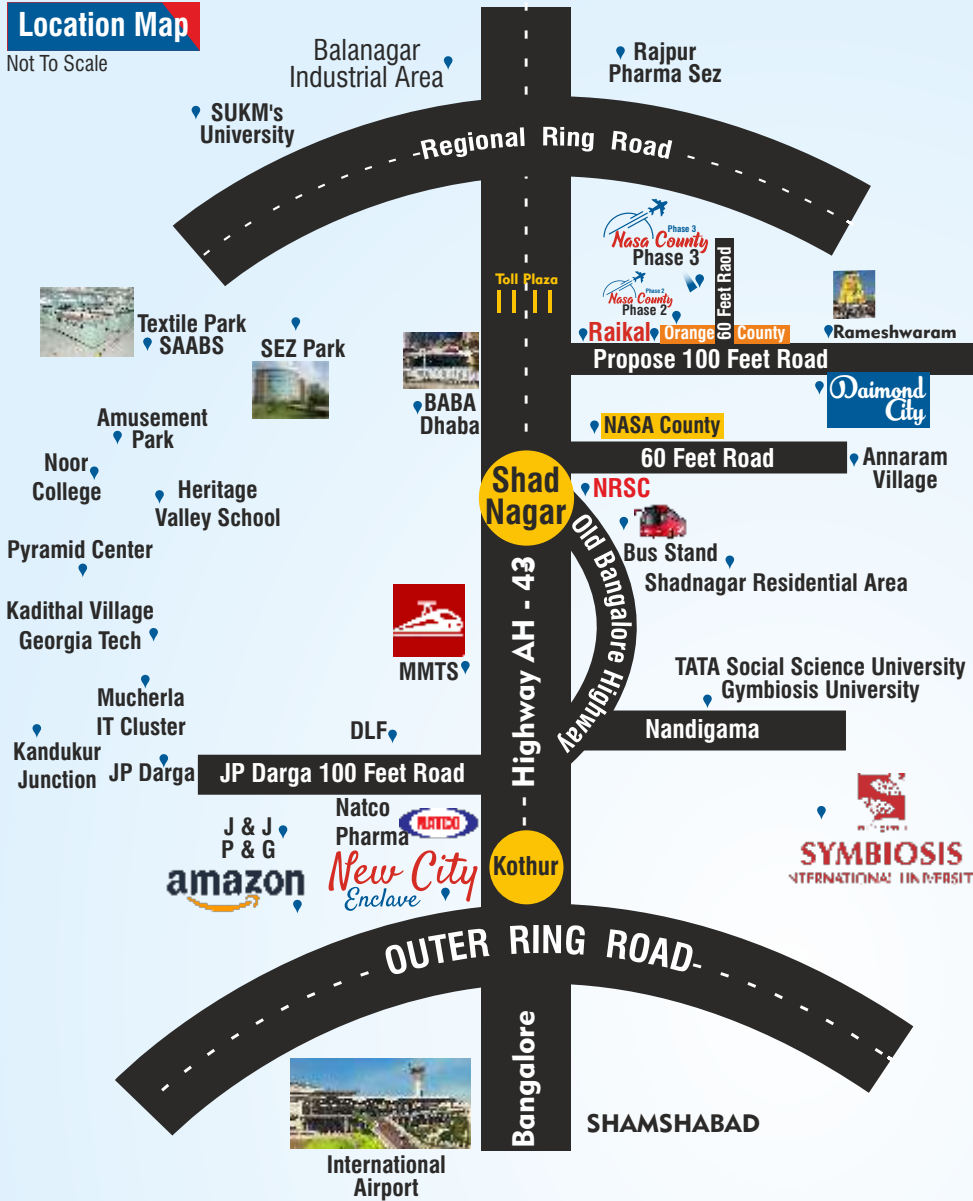 Location Map
Not To Scale
Balanagar
Industrial Area
Rajpur
Pharma Sez
SUKM's
University
Regional Ring Road
Phase 3
Nasa County
Phase 3
Toll Plaza
Phase 2
Nasa County
Phase 2
60 Feet Raod
Textile Park
SAABS
SEZ Park
Raikal
Orange County
Rameshwaram
Propose 100 Feet Road
BABA
Dhaba
Daimond
City
Amusement
Park
NASA County
60 Feet Road
Annaram
Village
Noor
College
Heritage
Valley School
Shad
Nagar
NRSC
Old Bangalore Highway
Bus Stand
Shadnagar Residential Area
Pyramid Center
Highway AH - 43
Kadithal Village
Georgia Tech
MMTS
TATA Social Science University
Gymbiosis University
Nandigama
Mucherla
IT Cluster
DLF
Kandukur
Junction
JP Darga
JP Darga 100 Feet Road
J & J
P & G
amazon
Natco
Pharma
NATCO
New City
Enclave
Kothur
SYMBIOSIS
NTERNATIONAL UNIVERSIT
OUTER RING ROAD
Bangalore
SHAMSHABAD
International
Airport